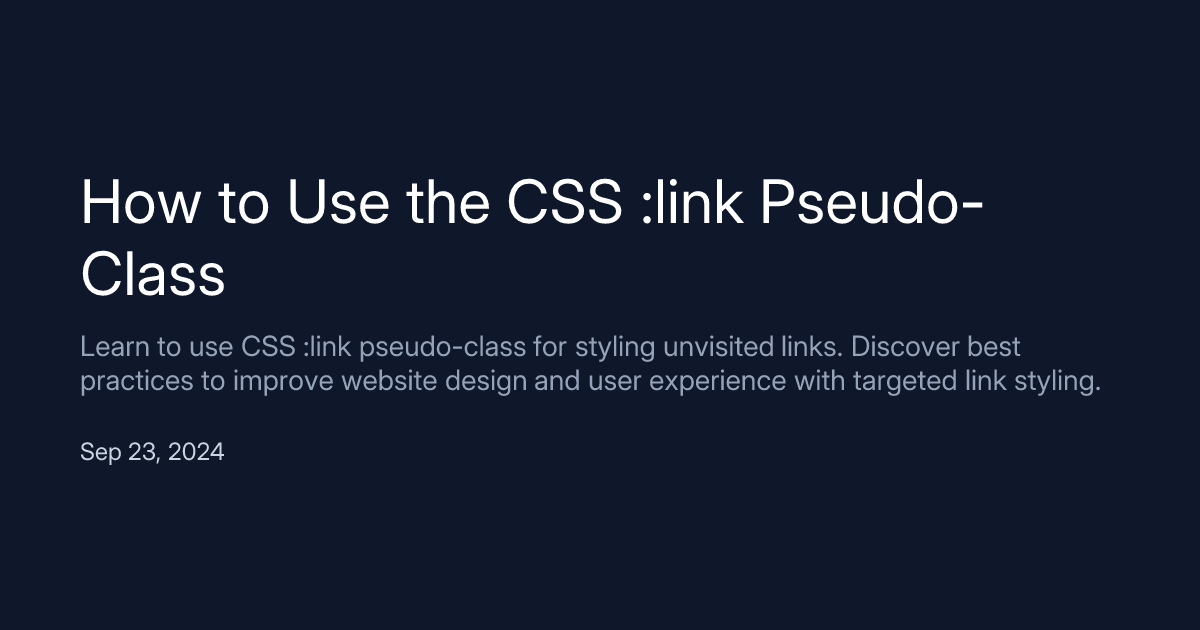 How to Use the CSS :link Pseudo-
Class
Learn to use CSS :link pseudo-class for styling unvisited links. Discover best
practices to improve website design and user experience with targeted link styling.
Sep 23, 2024